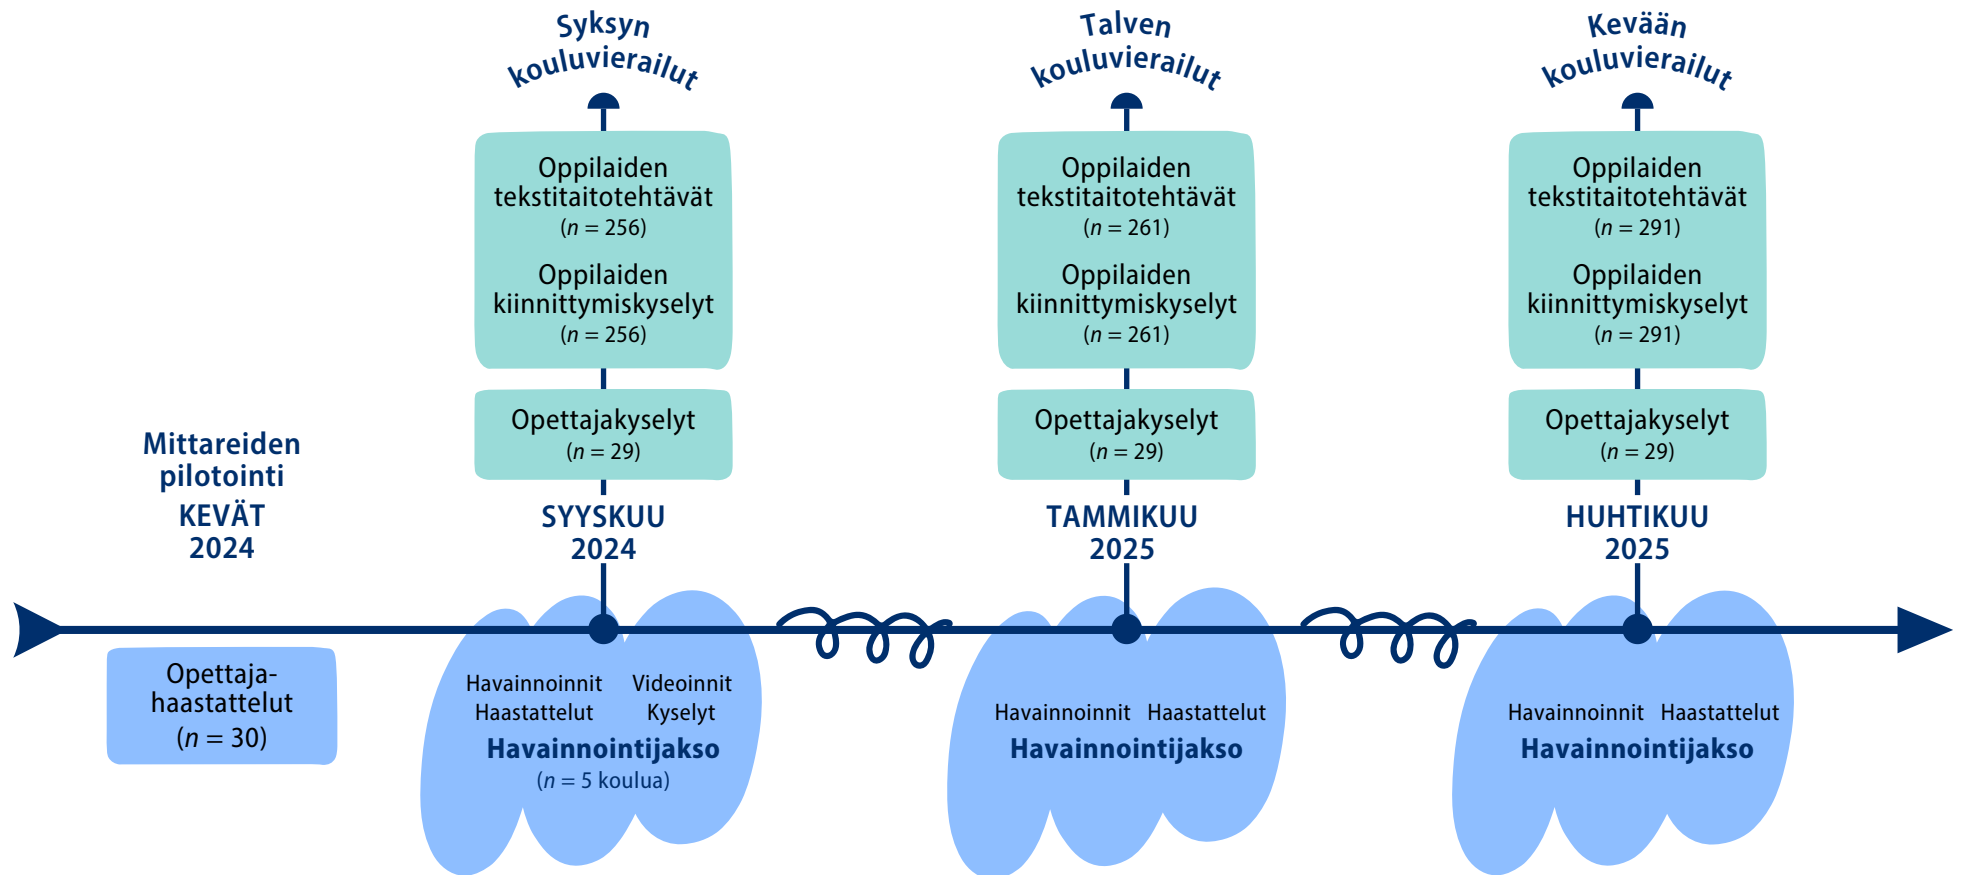 Mittareiden
pilotointi
KEVÄT
2024
Opettaja-
haastattelut
(n = 30)
Syksyn
kouluvierailut
Oppilaiden
tekstitaitotehtävät
(n = 256)
Oppilaiden
kiinnittymiskyselyt
(n = 256)
Opettajakyselyt
(n = 29)
SYYSKUU
2024
Havainnoinnit Videoinnit
Haastattelut Kyselyt
Havainnointijakso
(n = 5 koulua)
Talven
kouluvierailut
Oppilaiden
tekstitaitotehtävät
(n = 261)
Oppilaiden
kiinnittymiskyselyt
(n = 261)
Opettajakyselyt
(n = 29)
TAMMIKUU
2025
Havainnoinnit Haastattelut
Havainnointijakso
Kevään
kouluvierailut
Oppilaiden
tekstitaitotehtävät
(n = 291)
Oppilaiden
kiinnittymiskyselyt
(n = 291)
Opettajakyselyt
(n = 29)
HUHTIKUU
2025
Havainnoinnit Haastattelut
Havainnointijakso